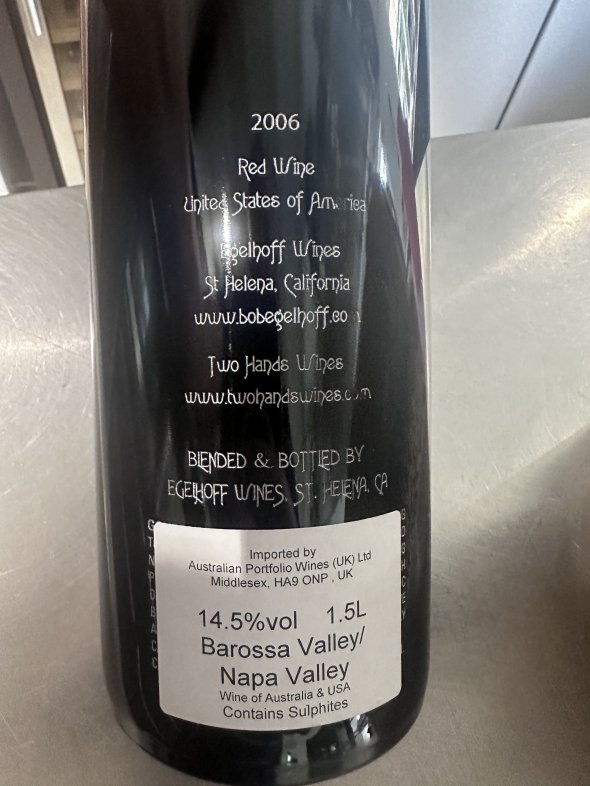 2006
Red Wine
United States of America
Egelhoff Wines
St Helena, California
www.bobegelhoff.co
Two Hands Wines
www.twohandswines.com
BLENDED & BOTTLED BY
EGELHOFF WINES, ST. HELENA, CA
Imported by
Australian Portfolio Wines (UK) Ltd
Middlesex, HA9 ONP , UK
14.5%vol 1.5L
Barossa Valley/
Napa Valley
Wine of Australia & USA
Contains Sulphites